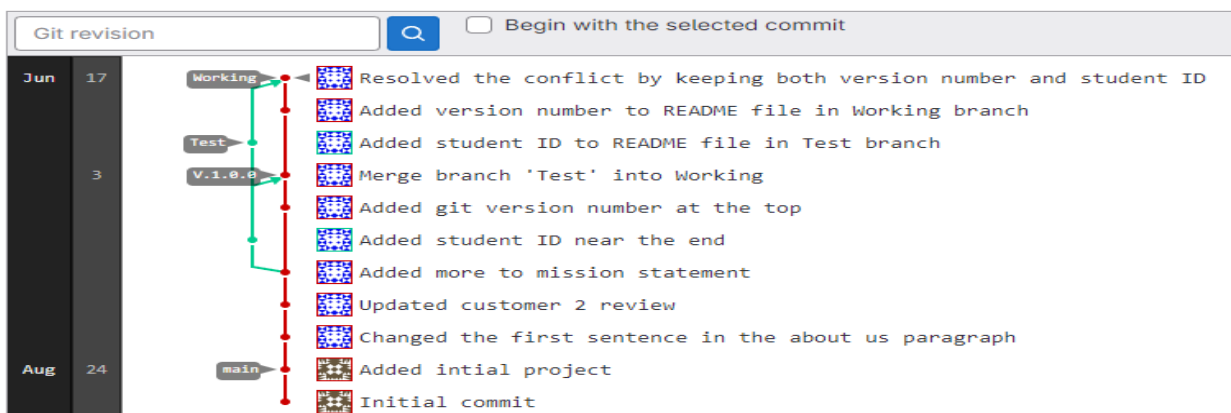 Git revision Begin with the selected commit
Jun 17 Working Resolved the conflict by keeping both version number and student ID
Added version number to README file in Working branch
Test Added student ID to README file in Test branch
3 V.1.0.0 Merge branch 'Test' into Working
Added git version number at the top
Added student ID near the end
Added more to mission statement
Updated customer 2 review
Changed the first sentence in the about us paragraph
Aug 24 main Added intial project
Initial commit